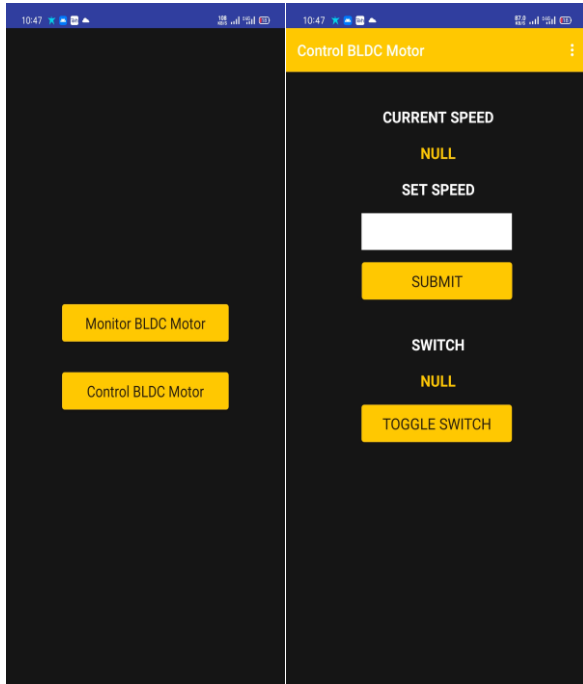 10:47
Monitor BLDC Motor
Control BLDC Motor
10:47
Control BLDC Motor
CURRENT SPEED
NULL
SET SPEED
SUBMIT
SWITCH
NULL
TOGGLE SWITCH